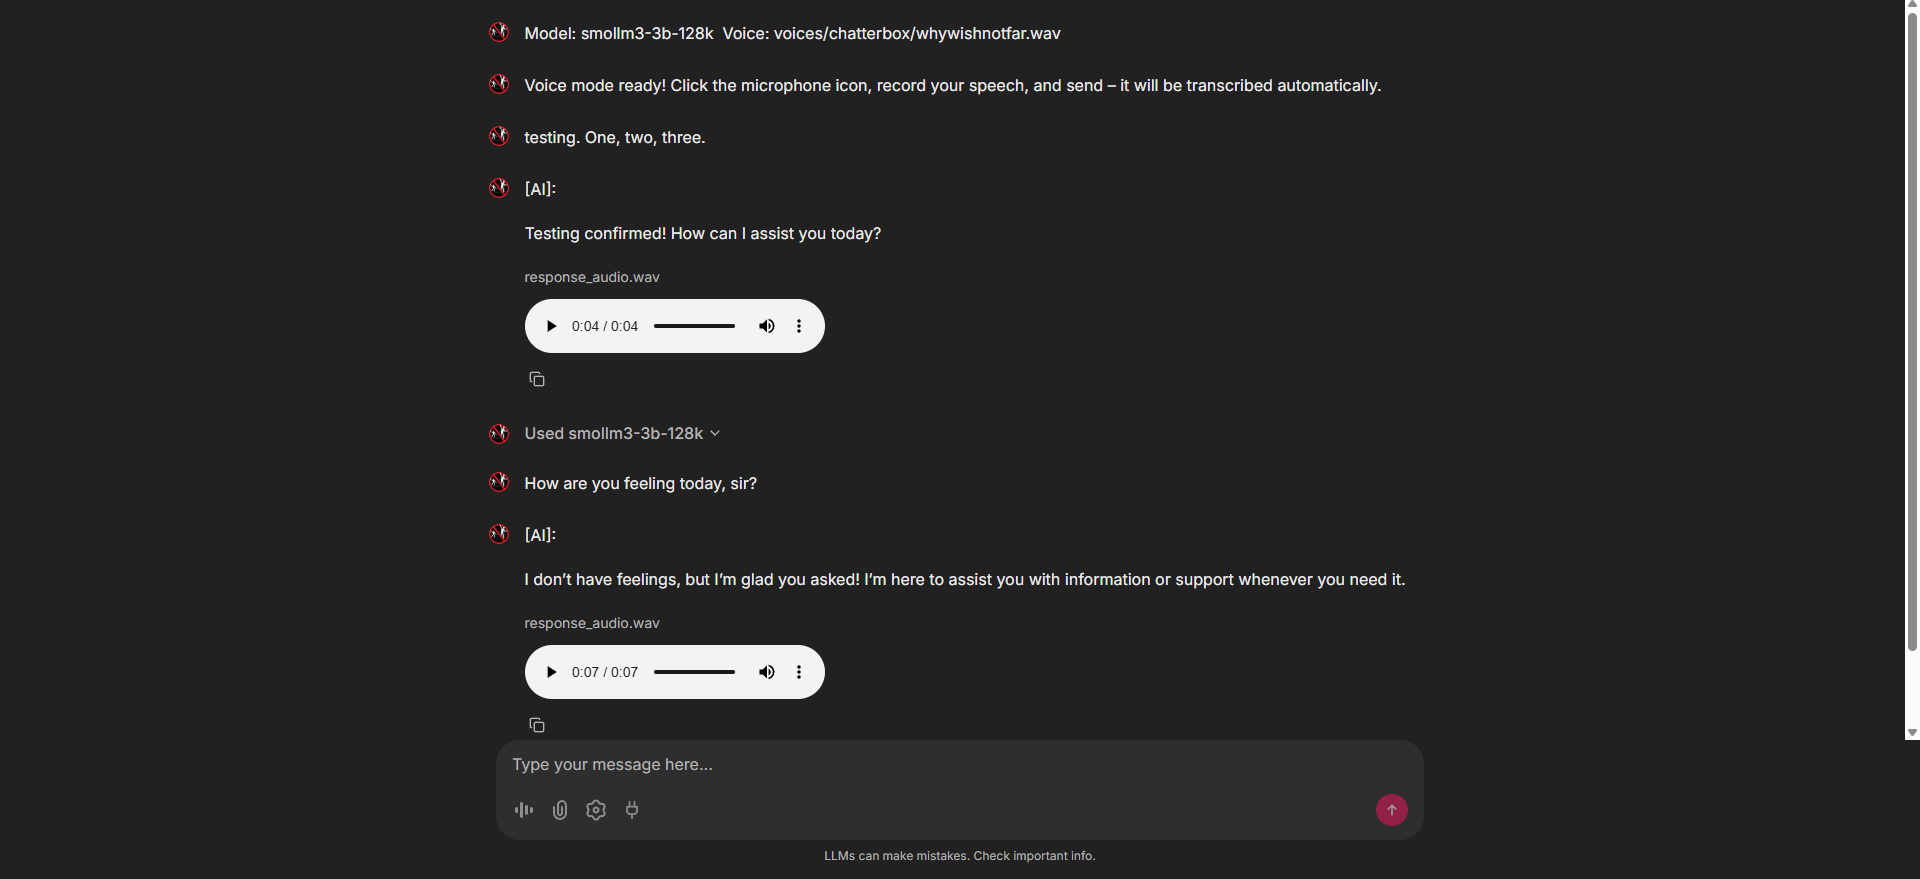 Model: smollm3-3b-128k  Voice: voices/chatterbox/whywishnotfar.wav
Voice mode ready! Click the microphone icon, record your speech, and send – it will be transcribed automatically.
testing. One, two, three.
[AI]:
Testing confirmed! How can I assist you today?
response_audio.wav
0:04 / 0:04
Used smollm3-3b-128k
How are you feeling today, sir?
[AI]:
I don’t have feelings, but I’m glad you asked! I’m here to assist you with information or support whenever you need it.
response_audio.wav
0:07 / 0:07
Type your message here...
LLMs can make mistakes. Check important info.